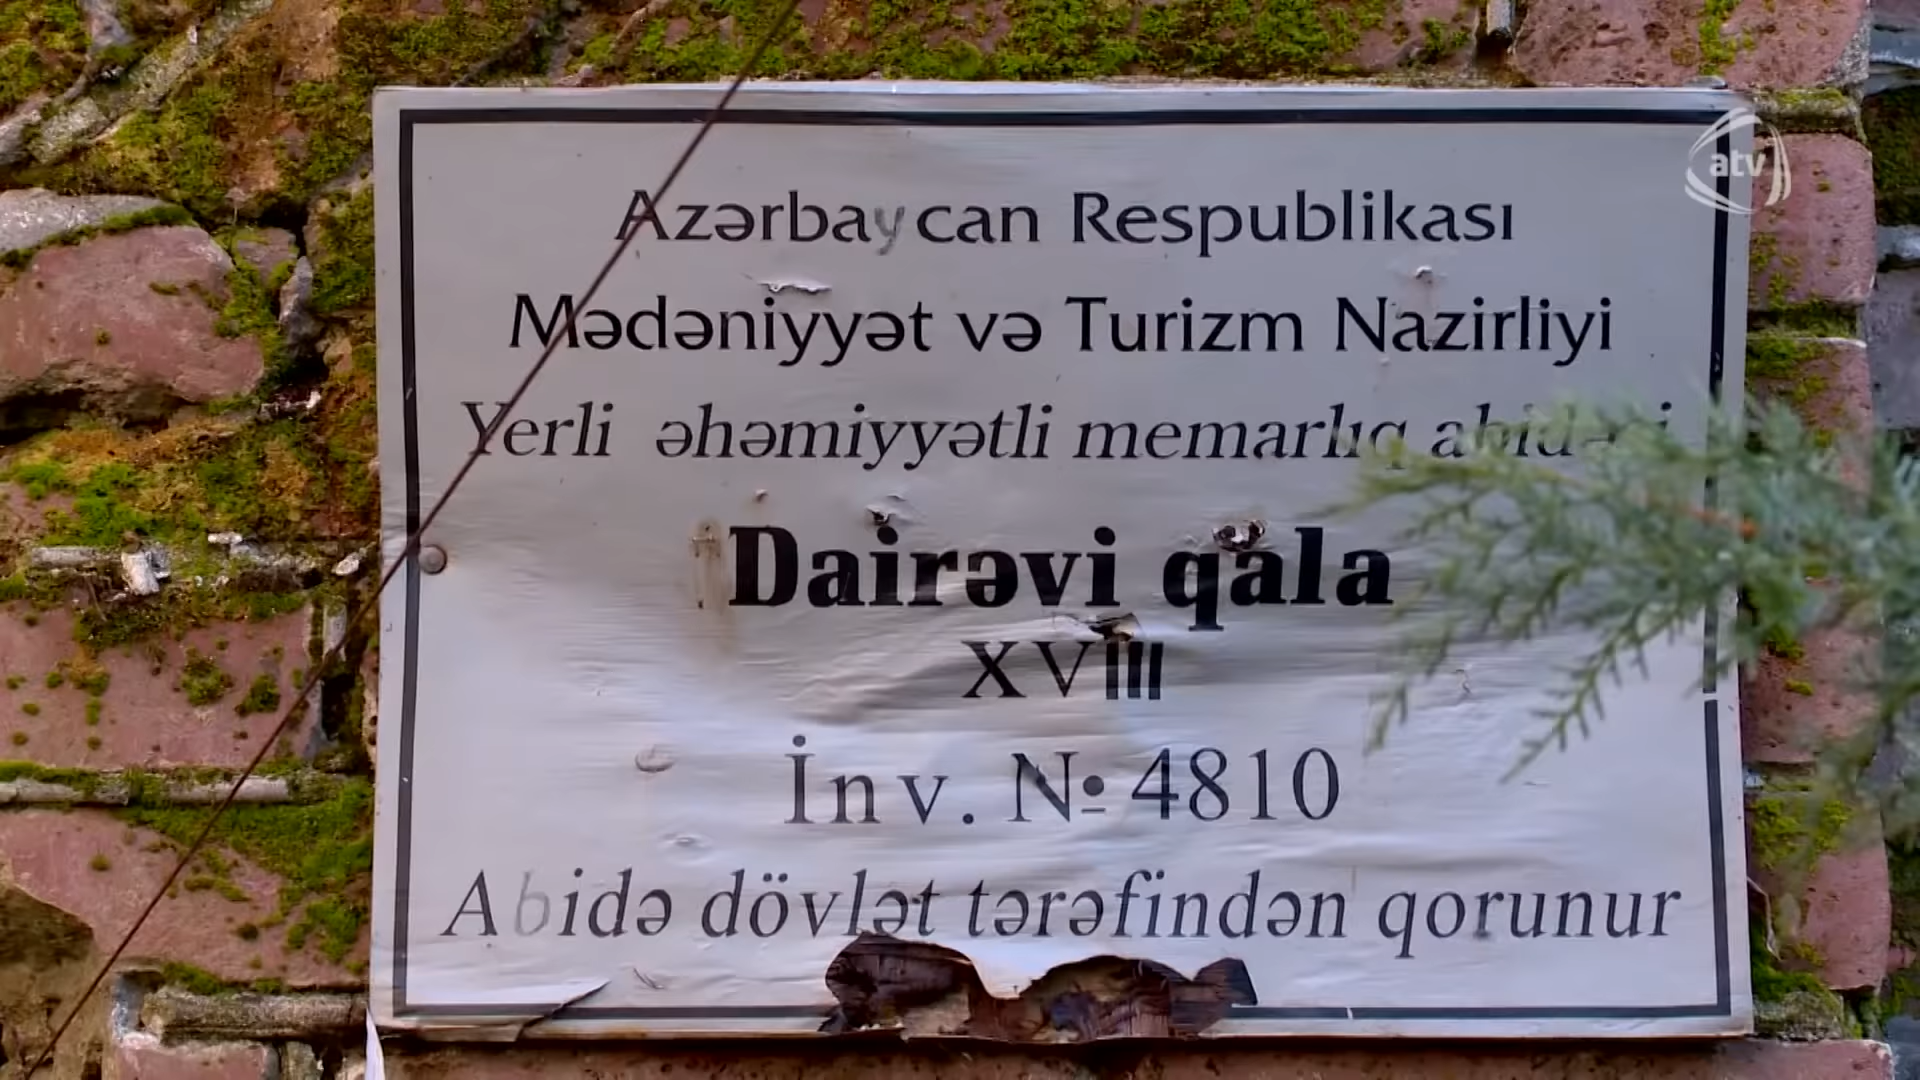 atv
Azərbaycan Respublikası
Mədəniyyət və Turizm Nazirliyi
Yerli əhəmiyyətli memarlıq abidəsi
Dairəvi qala
XVIII
İnv. № 4810
Abidə dövlət tərəfindən qorunur